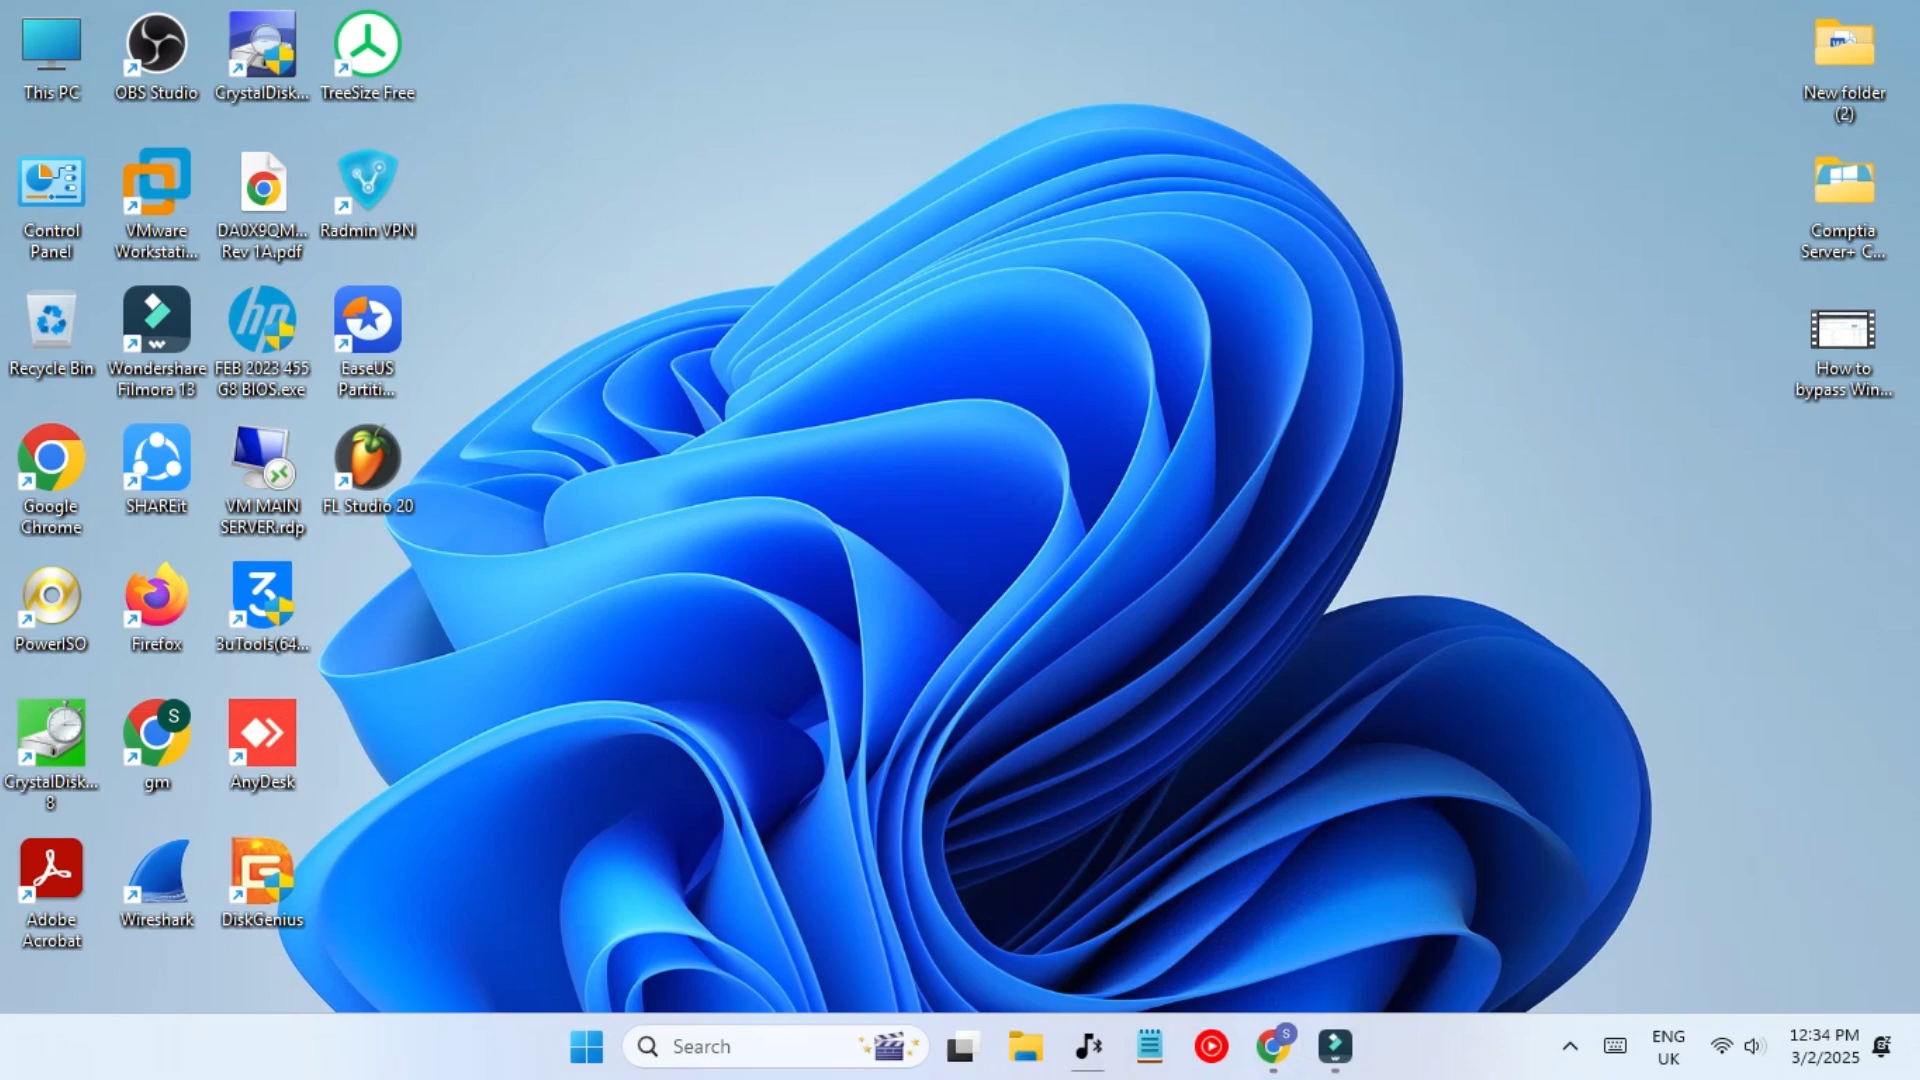 This PC
OBS Studio
CrystalDisk...
TreeSize Free
New folder
(2)
Control
Panel
VMware
Workstati...
DA0X9QM...
Rev 1A.pdf
Radmin VPN
Comptia
Server+ C...
Recycle Bin
Wondershare
Filmora 13
hp
FEB 2023 455
G8 BIOS.exe
EaseUS
Partiti...
How to
bypass Win...
Google
Chrome
SHAREit
VM MAIN
SERVER.rdp
FL Studio 20
PowerISO
Firefox
3uTools(64...
CrystalDisk...
8
S
gm
AnyDesk
Adobe
Acrobat
Wireshark
DiskGenius
Search
S
ENG
UK
12:34 PM
3/2/2025